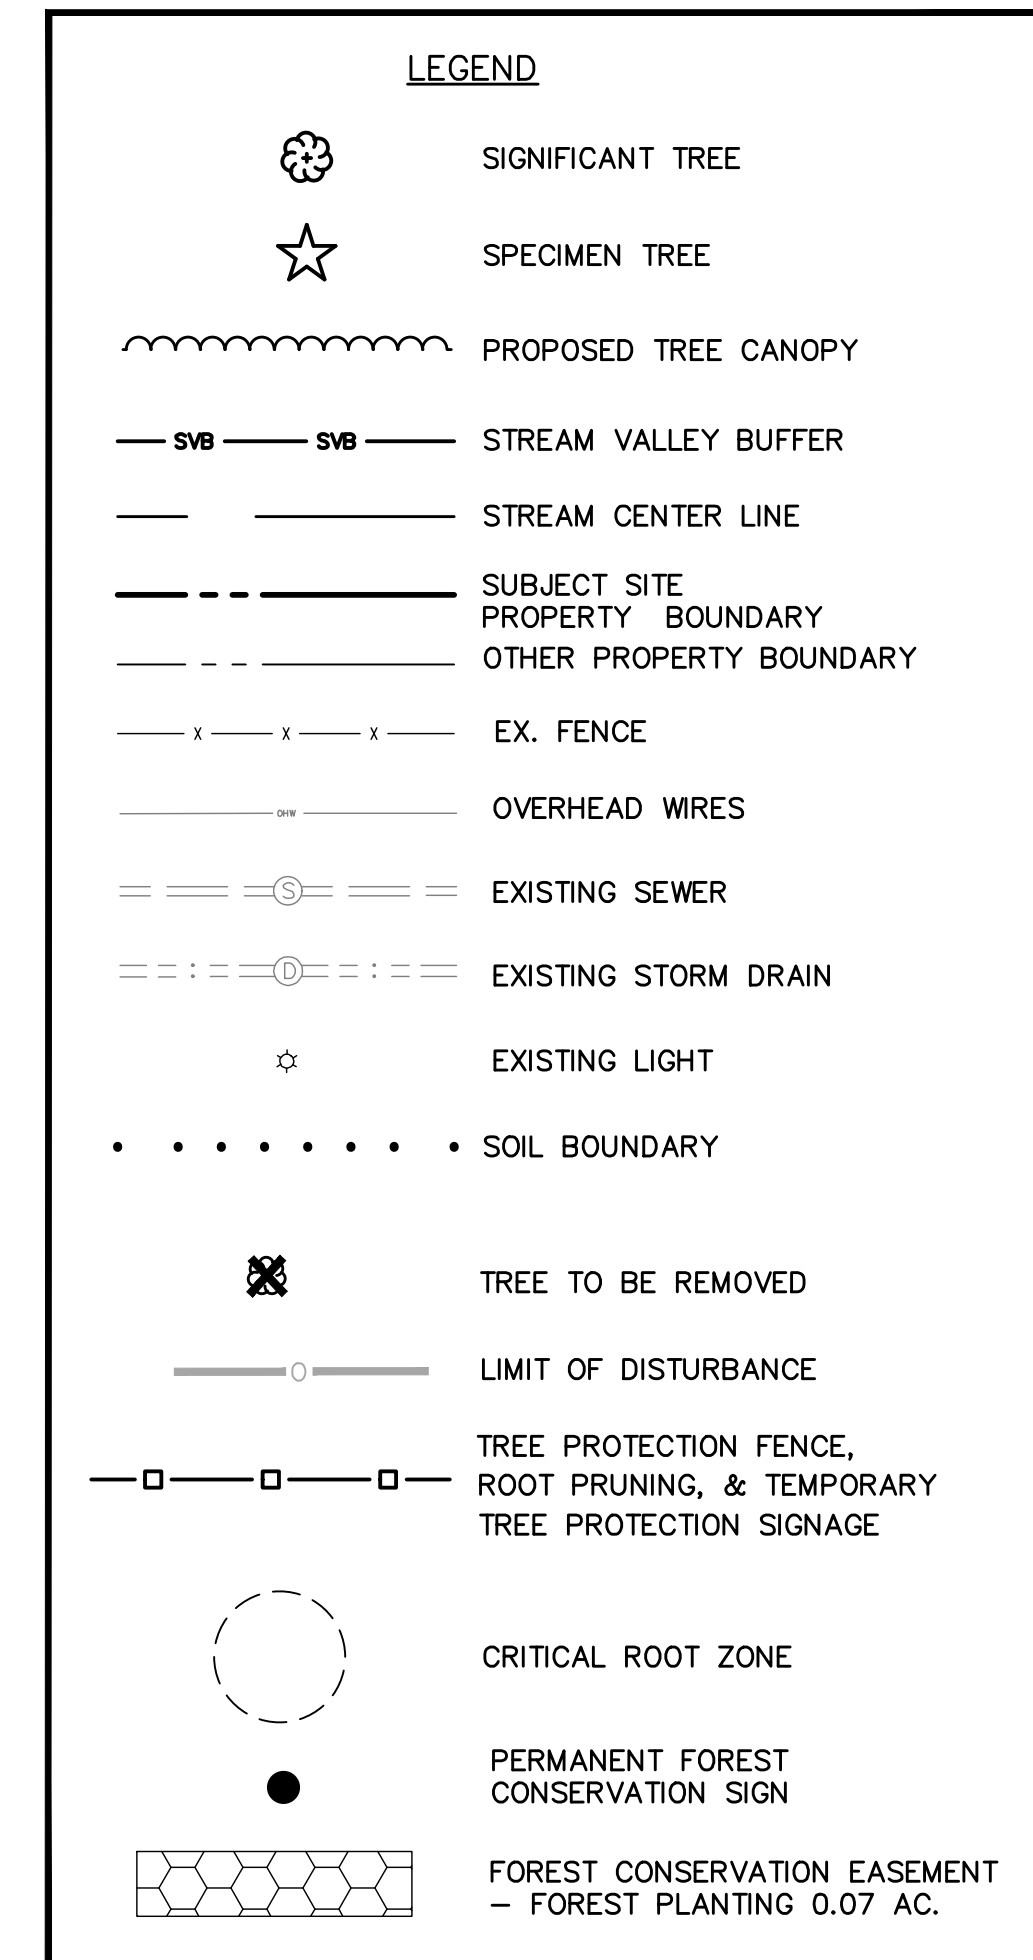 LEGEND
SIGNIFICANT TREE
SPECIMEN TREE
PROPOSED TREE CANOPY
SVB SVB STREAM VALLEY BUFFER
STREAM CENTER LINE
SUBJECT SITE
PROPERTY BOUNDARY
OTHER PROPERTY BOUNDARY
X X X EX. FENCE
OHW OVERHEAD WIRES
S EXISTING SEWER
D EXISTING STORM DRAIN
EXISTING LIGHT
SOIL BOUNDARY
TREE TO BE REMOVED
O LIMIT OF DISTURBANCE
TREE PROTECTION FENCE,
ROOT PRUNING, & TEMPORARY
TREE PROTECTION SIGNAGE
CRITICAL ROOT ZONE
PERMANENT FOREST
CONSERVATION SIGN
FOREST CONSERVATION EASEMENT
– FOREST PLANTING 0.07 AC.